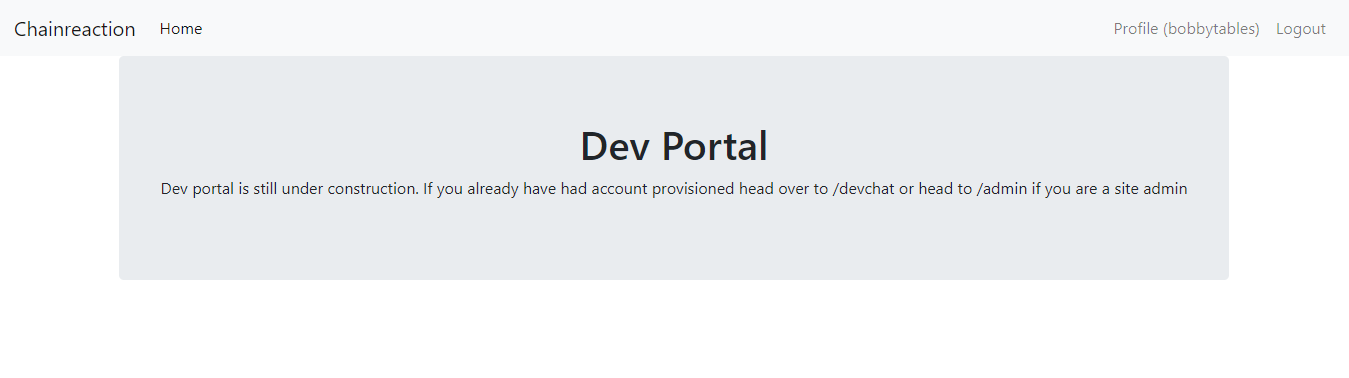 Chainreaction Home Profile (bobbytables) Logout
Dev Portal
Dev portal is still under construction. If you already have had account provisioned head over to /devchat or head to /admin if you are a site admin